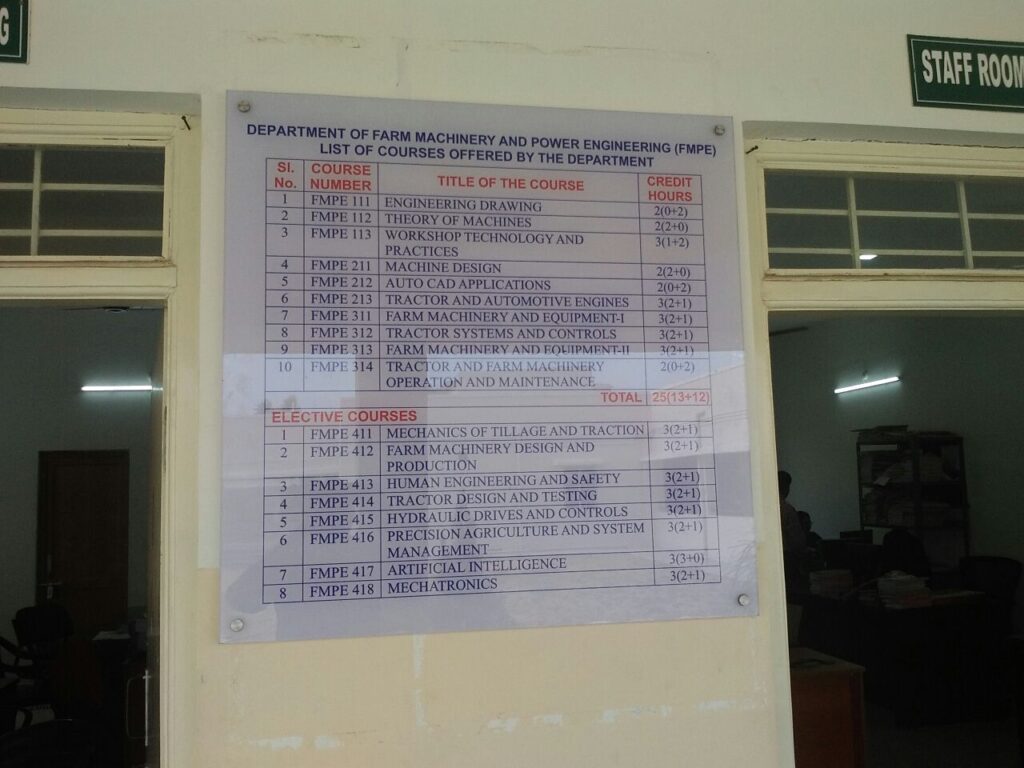 G
STAFF ROOM
DEPARTMENT OF FARM MACHINERY AND POWER ENGINEERING (FMPE)
LIST OF COURSES OFFERED BY THE DEPARTMENT
Sl. No. COURSE NUMBER TITLE OF THE COURSE CREDIT HOURS
1 FMPE 111 ENGINEERING DRAWING 2(0+2)
2 FMPE 112 THEORY OF MACHINES 2(2+0)
3 FMPE 113 WORKSHOP TECHNOLOGY AND 3(1+2)
PRACTICES
4 FMPE 211 MACHINE DESIGN 2(2+0)
5 FMPE 212 AUTO CAD APPLICATIONS 2(0+2)
6 FMPE 213 TRACTOR AND AUTOMOTIVE ENGINES 3(2+1)
7 FMPE 311 FARM MACHINERY AND EQUIPMENT-I 3(2+1)
8 FMPE 312 TRACTOR SYSTEMS AND CONTROLS 3(2+1)
9 FMPE 313 FARM MACHINERY AND EQUIPMENT-II 3(2+1)
10 FMPE 314 TRACTOR AND FARM MACHINERY 2(0+2)
OPERATION AND MAINTENANCE
TOTAL 25(13+12)
ELECTIVE COURSES
1 FMPE 411 MECHANICS OF TILLAGE AND TRACTION 3(2+1)
2 FMPE 412 FARM MACHINERY DESIGN AND 3(2+1)
PRODUCTION
3 FMPE 413 HUMAN ENGINEERING AND SAFETY 3(2+1)
4 FMPE 414 TRACTOR DESIGN AND TESTING 3(2+1)
5 FMPE 415 HYDRAULIC DRIVES AND CONTROLS 3(2+1)
6 FMPE 416 PRECISION AGRICULTURE AND SYSTEM 3(2+1)
MANAGEMENT
7 FMPE 417 ARTIFICIAL INTELLIGENCE 3(3+0)
8 FMPE 418 MECHATRONICS 3(2+1)